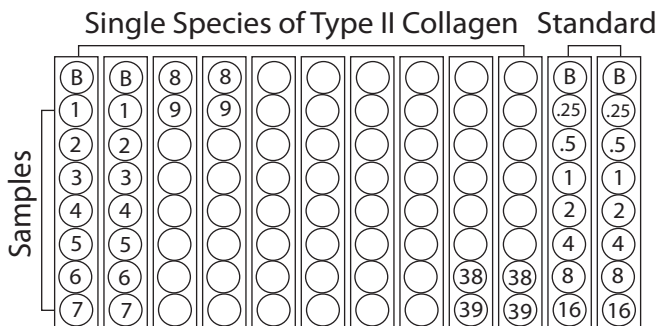 Single Species of Type II Collagen Standard
B B 8 8 B B
1 1 9 9 .25 .25
2 2 .5 .5
3 3 1 1
4 4 2 2
5 5 4 4
6 6 38 38 8 8
7 7 39 39 16 16
Samples